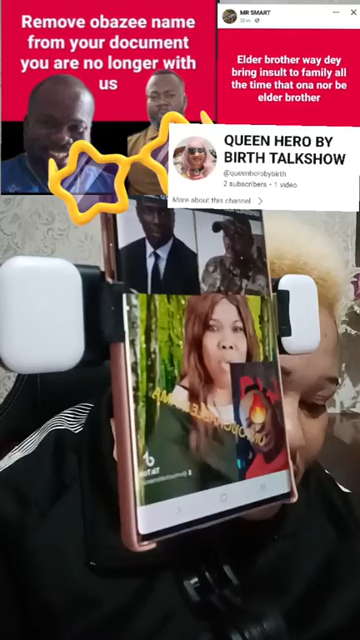 Remove obazee name
from your document
you are no longer with
us
MR SMART
Elder brother way dey
bring insult to family all
the time that ona nor be
elder brother
QUEEN HERO BY
BIRTH TALKSHOW
@queenherobybirth
2 subscribers • 1 video
More about this channel
TikTok